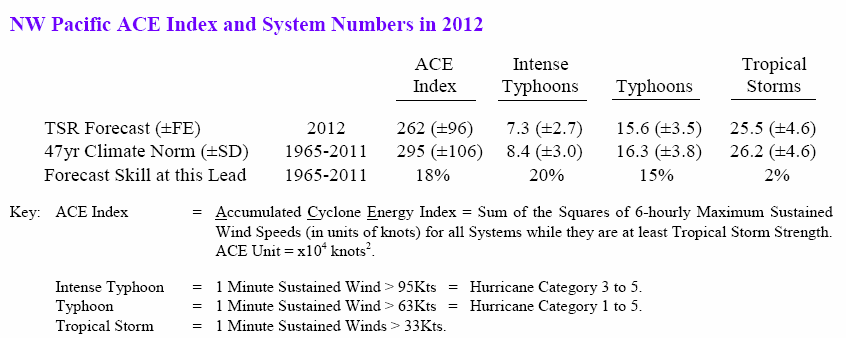 NW Pacific ACE Index and System Numbers in 2012
ACE Index Intense Typhoons Typhoons Tropical Storms
TSR Forecast (±FE) 2012 262 (±96) 7.3 (±2.7) 15.6 (±3.5) 25.5 (±4.6)
47yr Climate Norm (±SD) 1965-2011 295 (±106) 8.4 (±3.0) 16.3 (±3.8) 26.2 (±4.6)
Forecast Skill at this Lead 1965-2011 18% 20% 15% 2%
Key: ACE Index = Accumulated Cyclone Energy Index = Sum of the Squares of 6-hourly Maximum Sustained
Wind Speeds (in units of knots) for all Systems while they are at least Tropical Storm Strength.
ACE Unit = x10⁴ knots².
Intense Typhoon = 1 Minute Sustained Wind > 95Kts = Hurricane Category 3 to 5.
Typhoon = 1 Minute Sustained Wind > 63Kts = Hurricane Category 1 to 5.
Tropical Storm = 1 Minute Sustained Winds > 33Kts.